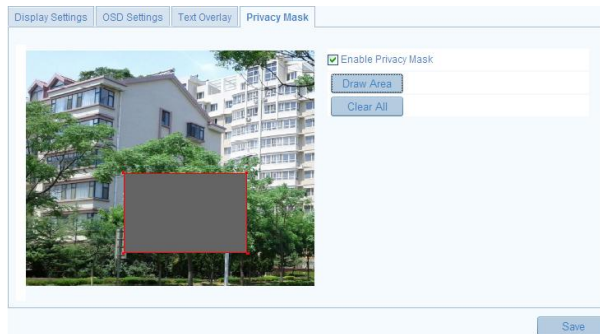 Display Settings OSD Settings Text Overlay Privacy Mask
Enable Privacy Mask
Draw Area
Clear All
Save